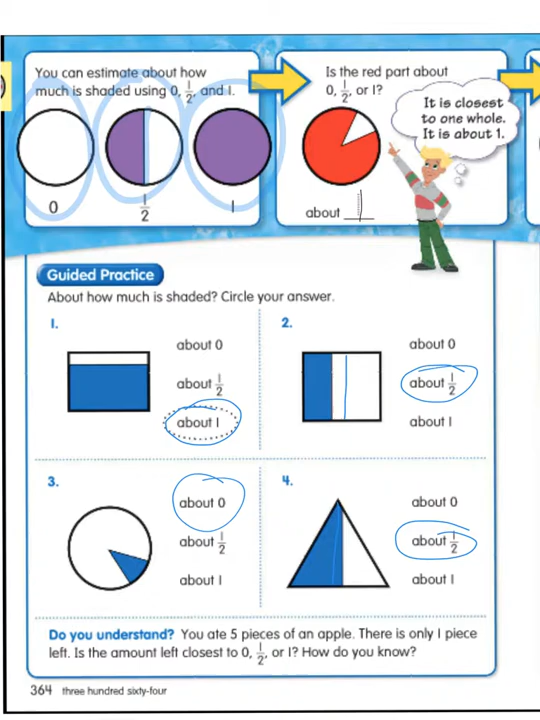 You can estimate about how
much is shaded using 0, 1/2, and 1.
0
1/2
1
Is the red part about
0, 1/2, or 1?
It is closest
to one whole.
It is about 1.
about 1
Guided Practice
About how much is shaded? Circle your answer.
1.
about 0
about 1/2
about 1
2.
about 0
about 1/2
about 1
3.
about 0
about 1/2
about 1
4.
about 0
about 1/2
about 1
Do you understand? You ate 5 pieces of an apple. There is only 1 piece
left. Is the amount left closest to 0, 1/2, or 1? How do you know?
364 three hundred sixty-four